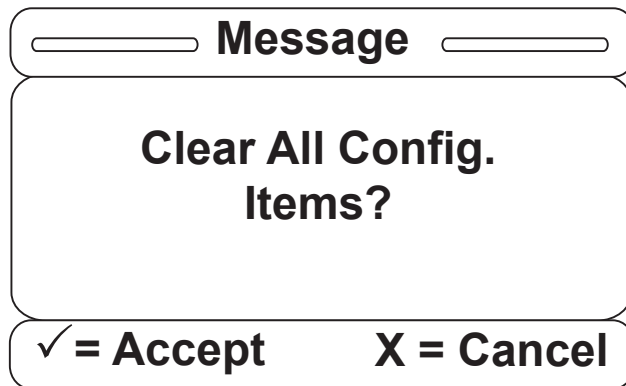 Message
Clear All Config.
Items?
✓= Accept X = Cancel